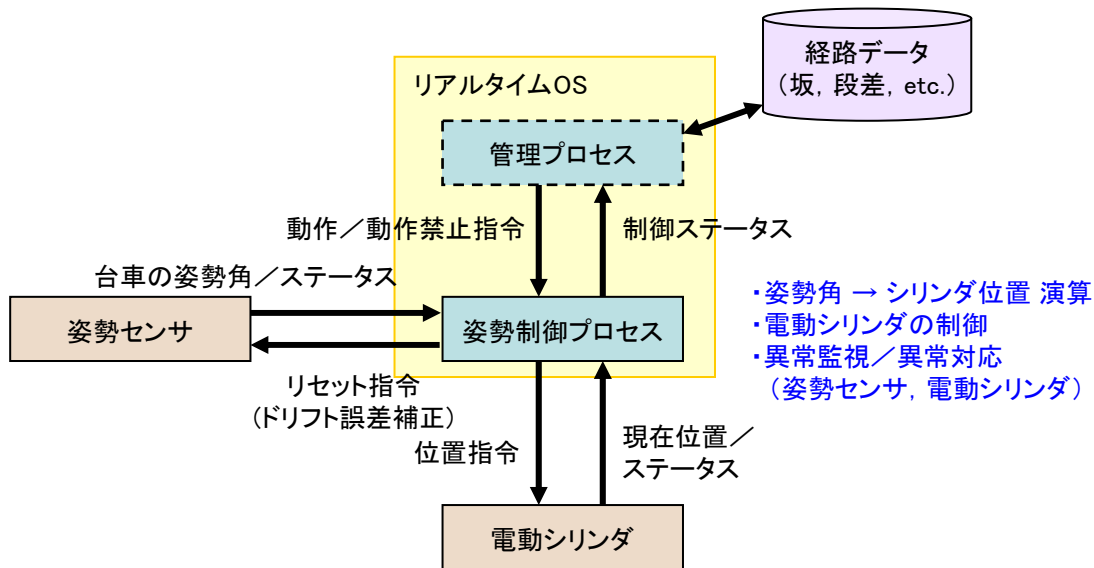 経路データ
（坂，段差，etc.）
リアルタイムOS
管理プロセス
動作／動作禁止指令
制御ステータス
台車の姿勢角／ステータス
姿勢センサ
姿勢制御プロセス
・姿勢角 → シリンダ位置 演算
・電動シリンダの制御
・異常監視／異常対応
（姿勢センサ，電動シリンダ）
リセット指令
(ドリフト誤差補正)
位置指令
現在位置／
ステータス
電動シリンダ